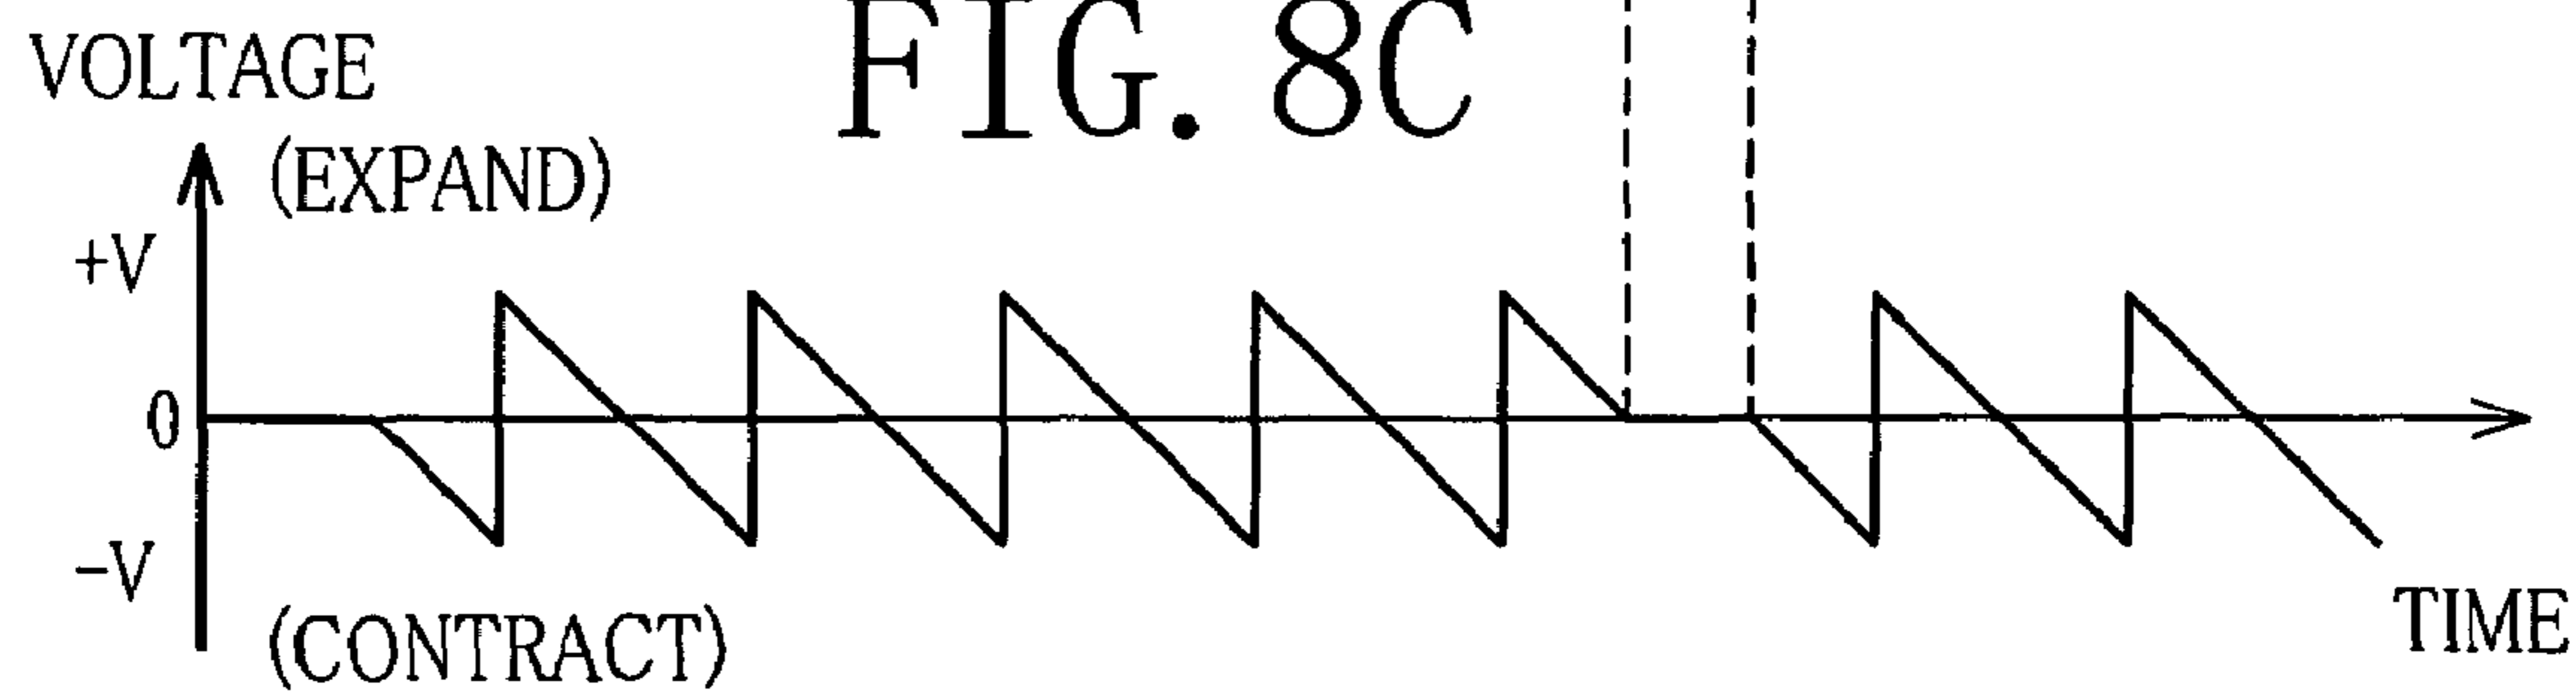 FIG. 8C
VOLTAGE
(EXPAND)
+V
0
-V
(CONTRACT)
TIME